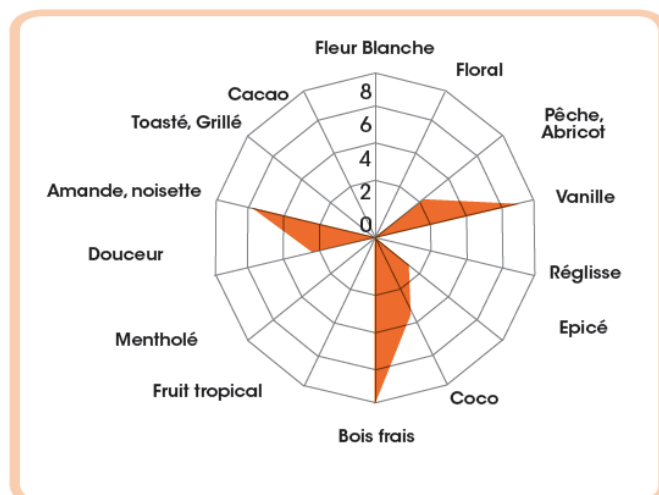 Fleur Blanche
Floral
Cacao
8
Toasté, Grillé
Pêche,
Abricot
6
4
Amande, noisette
Vanille
2
0
Douceur
Réglisse
Epicé
Mentholé
Fruit tropical
Coco
Bois frais